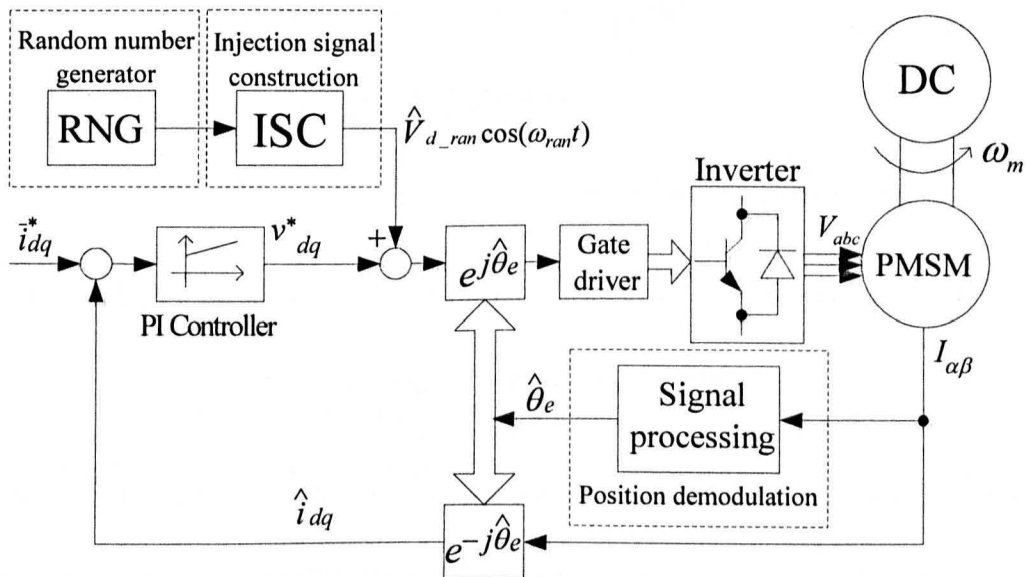 Random number
generator
RNG
Injection signal
construction
ISC
V̂d_ran cos(ωrant)
DC
ωm
Inverter
i*dq
v*dq
+
PI Controller
e^jθ̂e
Gate
driver
Vabc
PMSM
Iαβ
θ̂e
Signal
processing
Position demodulation
îdq
e^-jθ̂e